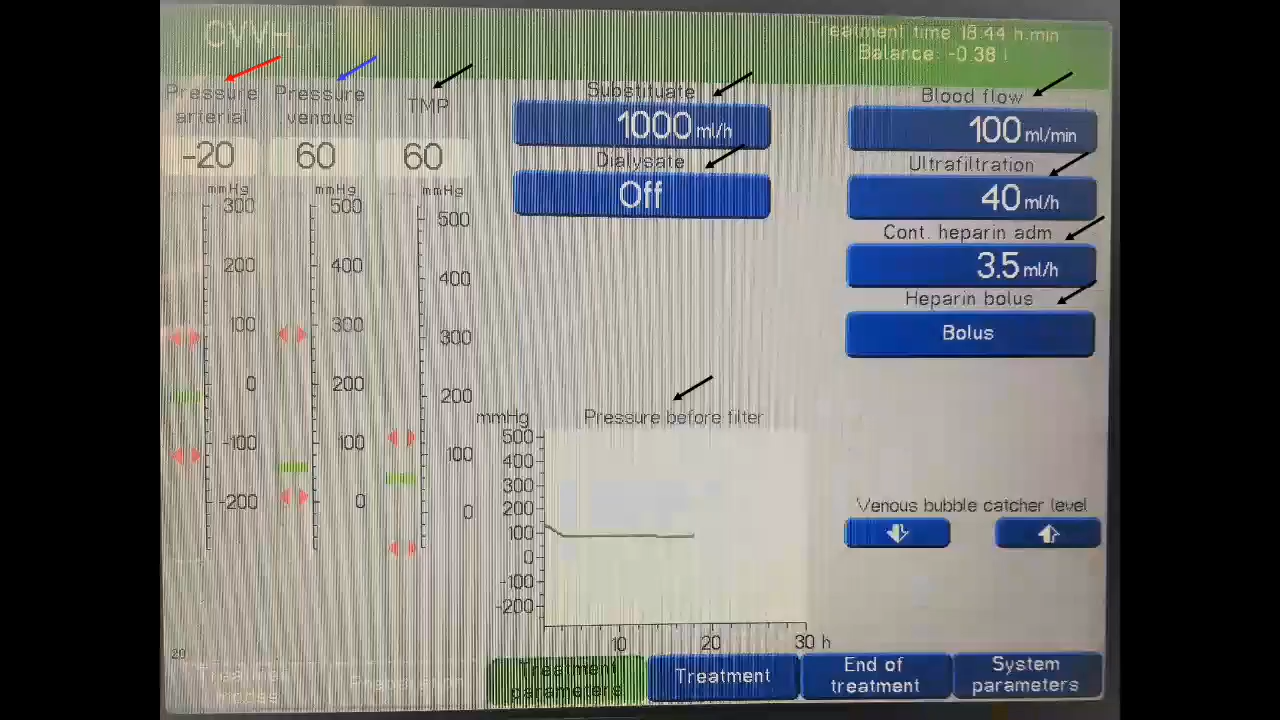 Treatment time 18.44 h.min
Balance: -0.38 l
Pressure arterial
Pressure venous
TMP
-20
60
60
mmHg
mmHg
mmHg
300
200
100
0
-100
-200
500
400
300
200
100
0
500
400
300
200
100
0
Substituate
1000 ml/h
Dialysate
Off
Blood flow
100 ml/min
Ultrafiltration
40 ml/h
Cont. heparin adm
3.5 ml/h
Heparin bolus
Bolus
mmHg
Pressure before filter
500
400
300
200
100
0
-100
-200
10 20 30 h
Venous bubble catcher level
20
Treatment
parameters
Treatment
End of
treatment
System
parameters